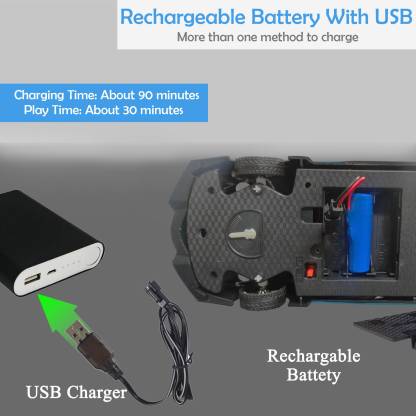 Rechargeable Battery With USB
More than one method to charge
Charging Time: About 90 minutes
Play Time: About 30 minutes
USB Charger
Rechargable
Battety